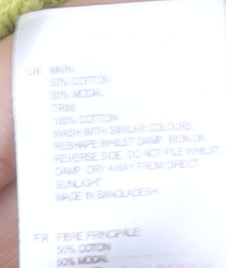 UK MAIN
50% COTTON
50% MODAL
TRIM
100% COTTON
WASH WITH SIMILAR COLOURS
RESHAPE WHILST DAMP IRON ON
REVERSE SIDE DO NOT PILE WHILST
DAMP DRY AWAY FROM DIRECT
SUNLIGHT
MADE IN BANGLADESH
FR FIBRE PRINCIPALE
50% COTON
50% MODAL